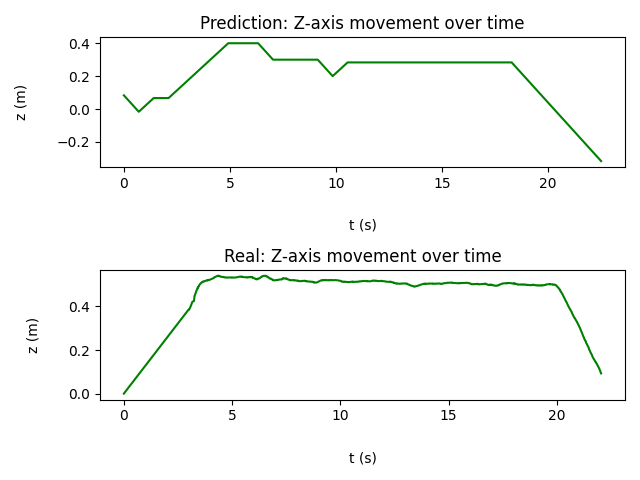 Prediction: Z-axis movement over time
0.4
0.2
0.0
−0.2
z (m)
0 5 10 15 20
t (s)
Real: Z-axis movement over time
0.4
0.2
0.0
z (m)
0 5 10 15 20
t (s)